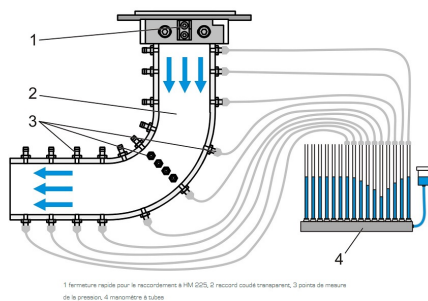 1
2
3
4
1 fermeture rapide pour le raccordement à HM 225, 2 raccord coudé transparent, 3 points de mesure
de la pression, 4 manomètre à tubes